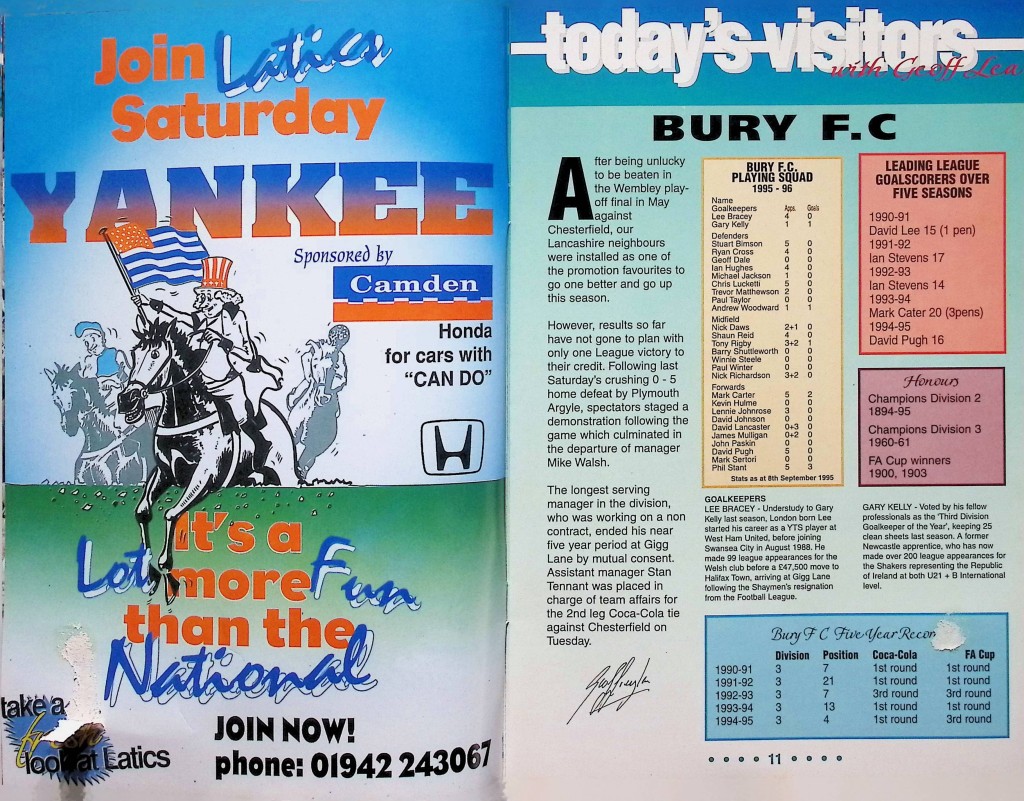 Join Latics
Saturday
YANKEE
Sponsored by
Camden
Honda
for cars with
“CAN DO”
It's a
Lot more Fun
than the
National
take a
look at Latics
JOIN NOW!
phone: 01942 243067
today's visitors
with Geoff Lea
BURY F.C
After being unlucky
to be beaten in
the Wembley play-
off final in May
against
Chesterfield, our
Lancashire neighbours
were installed as one of
the promotion favourites to
go one better and go up
this season.
However, results so far
have not gone to plan with
only one League victory to
their credit. Following last
Saturday's crushing 0 - 5
home defeat by Plymouth
Argyle, spectators staged a
demonstration following the
game which culminated in
the departure of manager
Mike Walsh.
The longest serving
manager in the division,
who was working on a non
contract, ended his near
five year period at Gigg
Lane by mutual consent.
Assistant manager Stan
Tennant was placed in
charge of team affairs for
the 2nd leg Coca-Cola tie
against Chesterfield on
Tuesday.
BURY F.C.
PLAYING SQUAD
1995 - 96
Name
Goalkeepers Apps. Goals
Lee Bracey 4 0
Gary Kelly 1 1
Defenders
Stuart Bimson 5 0
Ryan Cross 4 0
Geoff Dale 0 0
Ian Hughes 4 0
Michael Jackson 1 0
Chris Lucketti 5 0
Trevor Matthewson 2 0
Paul Taylor 0 0
Andrew Woodward 1 1
Midfield
Nick Daws 2+1 0
Shaun Reid 4 0
Tony Rigby 3+2 1
Barry Shuttleworth 0 0
Winnie Steele 0 0
Paul Winter 0 0
Nick Richardson 3+2 0
Forwards
Mark Carter 5 2
Kevin Hulme 0 0
Lennie Johnrose 3 0
David Johnson 0 0
David Lancaster 0+3 0
James Mulligan 0+2 0
John Paskin 0 0
David Pugh 5 0
Mark Sertori 0 0
Phil Stant 5 3
Stats as at 8th September 1995
LEADING LEAGUE
GOALSCORERS OVER
FIVE SEASONS
1990-91
David Lee 15 (1 pen)
1991-92
Ian Stevens 17
1992-93
Ian Stevens 14
1993-94
Mark Cater 20 (3pens)
1994-95
David Pugh 16
Honours
Champions Division 2
1894-95
Champions Division 3
1960-61
FA Cup winners
1900, 1903
GOALKEEPERS
LEE BRACEY - Understudy to Gary
Kelly last season, London born Lee
started his career as a YTS player at
West Ham United, before joining
Swansea City in August 1988. He
made 99 league appearances for the
Welsh club before a £47,500 move to
Halifax Town, arriving at Gigg Lane
following the Shaymen's resignation
from the Football League.
GARY KELLY - Voted by his fellow
professionals as the 'Third Division
Goalkeeper of the Year', keeping 25
clean sheets last season. A former
Newcastle apprentice, who has now
made over 200 league appearances for
the Shakers representing the Republic
of Ireland at both U21 + B International
level.
Bury F C Five Year Recor
Division Position Coca-Cola FA Cup
1990-91 3 7 1st round 1st round
1991-92 3 21 1st round 1st round
1992-93 3 7 3rd round 3rd round
1993-94 3 13 1st round 1st round
1994-95 3 4 1st round 3rd round
11